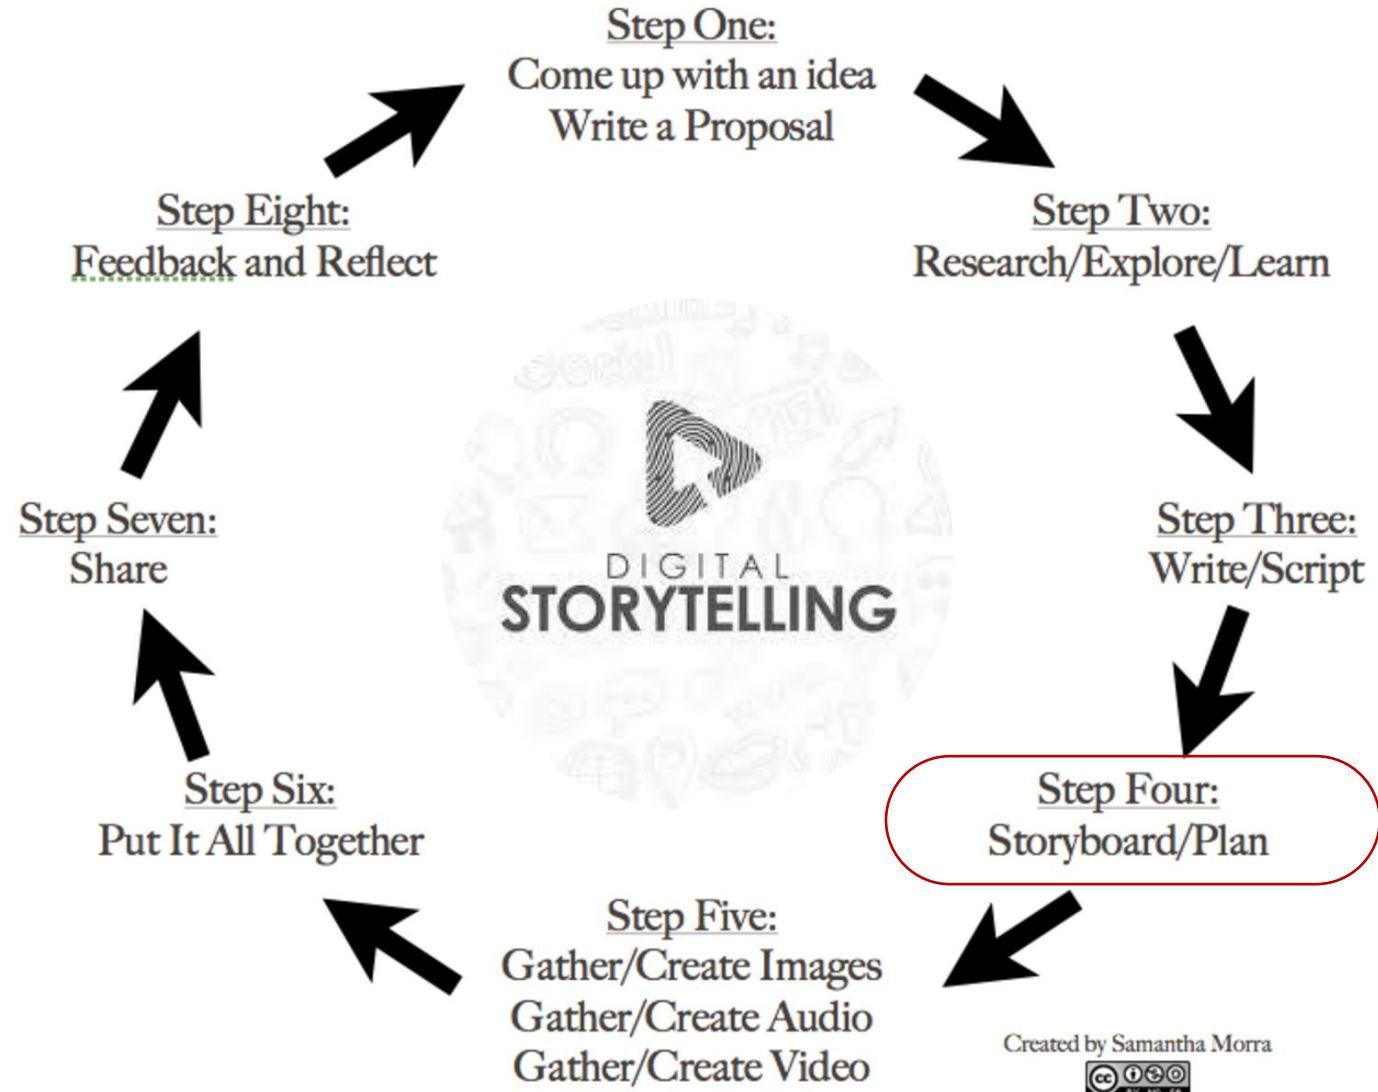 Step One:
Come up with an idea
Write a Proposal
Step Two:
Research/Explore/Learn
Step Three:
Write/Script
Step Four:
Storyboard/Plan
Step Five:
Gather/Create Images
Gather/Create Audio
Gather/Create Video
Step Six:
Put It All Together
Step Seven:
Share
Step Eight:
Feedback and Reflect
DIGITAL
STORYTELLING
Created by Samantha Morra
cc